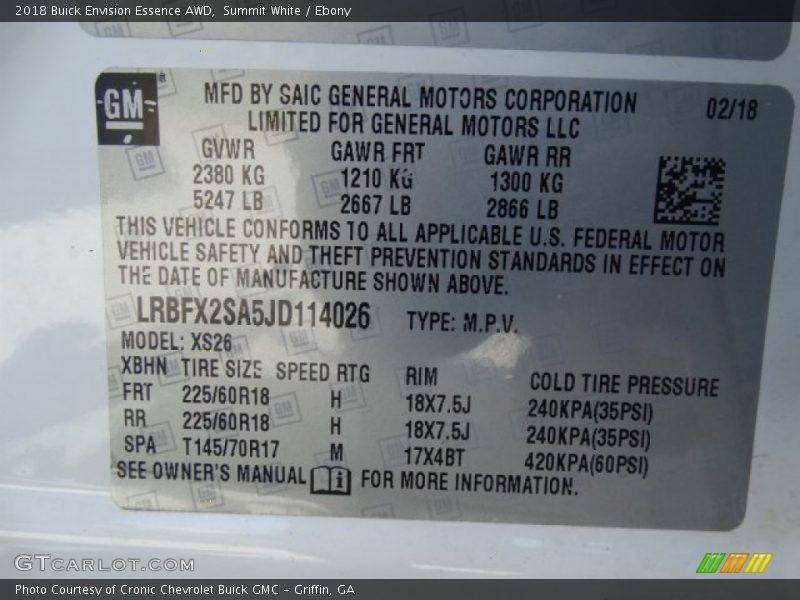 2018 Buick Envision Essence AWD,  Summit White / Ebony
GM
MFD BY SAIC GENERAL MOTORS CORPORATION
LIMITED FOR GENERAL MOTORS LLC
02/18
GVWR GAWR FRT GAWR RR
2380 KG 1210 KG 1300 KG
5247 LB 2667 LB 2866 LB
THIS VEHICLE CONFORMS TO ALL APPLICABLE U.S. FEDERAL MOTOR
VEHICLE SAFETY AND THEFT PREVENTION STANDARDS IN EFFECT ON
THE DATE OF MANUFACTURE SHOWN ABOVE.
LRBFX2SA5JD114026 TYPE: M.P.V.
MODEL: XS26
XBHN TIRE SIZE SPEED RTG RIM COLD TIRE PRESSURE
FRT 225/60R18 H 18X7.5J 240KPA(35PSI)
RR 225/60R18 H 18X7.5J 240KPA(35PSI)
SPA T145/70R17 M 17X4BT 420KPA(60PSI)
SEE OWNER'S MANUAL FOR MORE INFORMATION.
GTCARLOT.COM
Photo Courtesy of Cronic Chevrolet Buick GMC – Griffin, GA